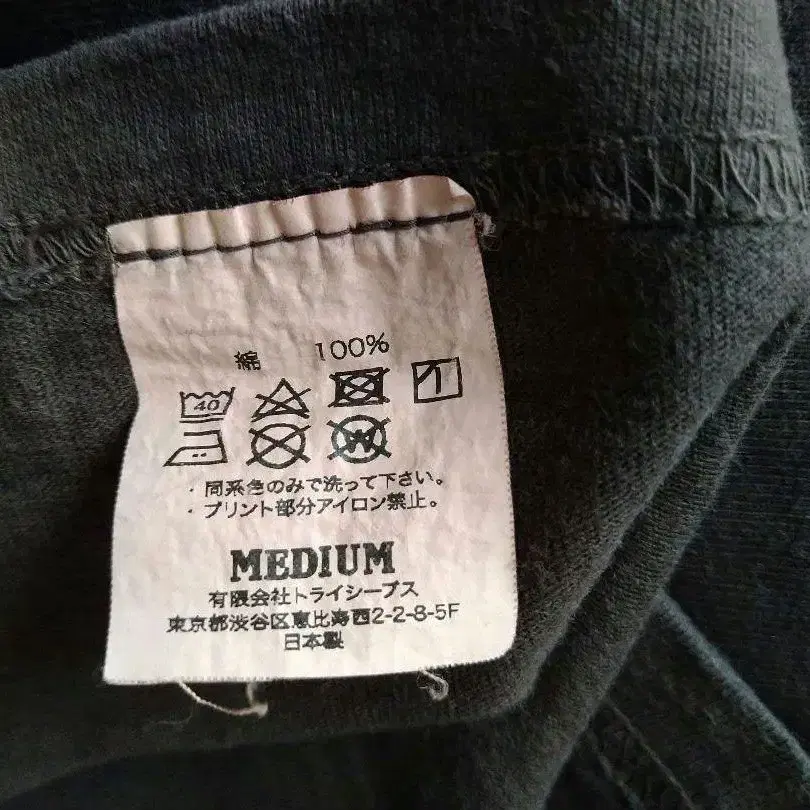 綿 100%
40
W
・同系色のみで洗って下さい。
・プリント部分アイロン禁止。
MEDIUM
有限会社トライシープス
東京都渋谷区恵比寿西2-2-8-5F
日本製